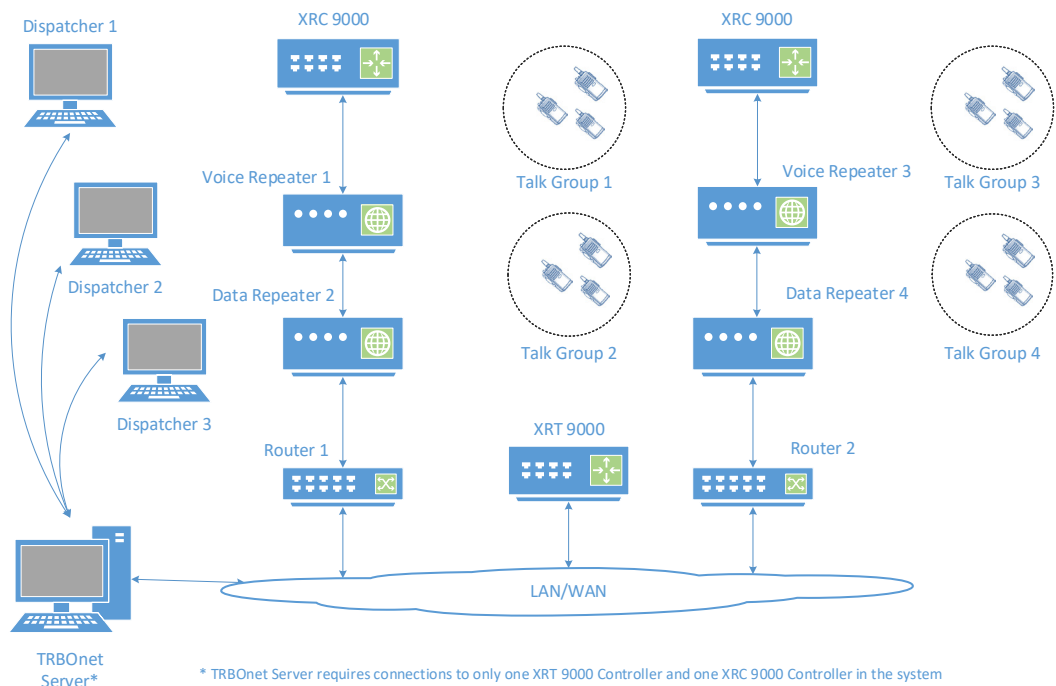 Dispatcher 1
XRC 9000
XRC 9000
Voice Repeater 1
Talk Group 1
Voice Repeater 3
Talk Group 3
Dispatcher 2
Data Repeater 2
Data Repeater 4
Talk Group 2
Talk Group 4
Dispatcher 3
Router 1
XRT 9000
Router 2
LAN/WAN
TRBOnet
Server*
* TRBOnet Server requires connections to only one XRT 9000 Controller and one XRC 9000 Controller in the system